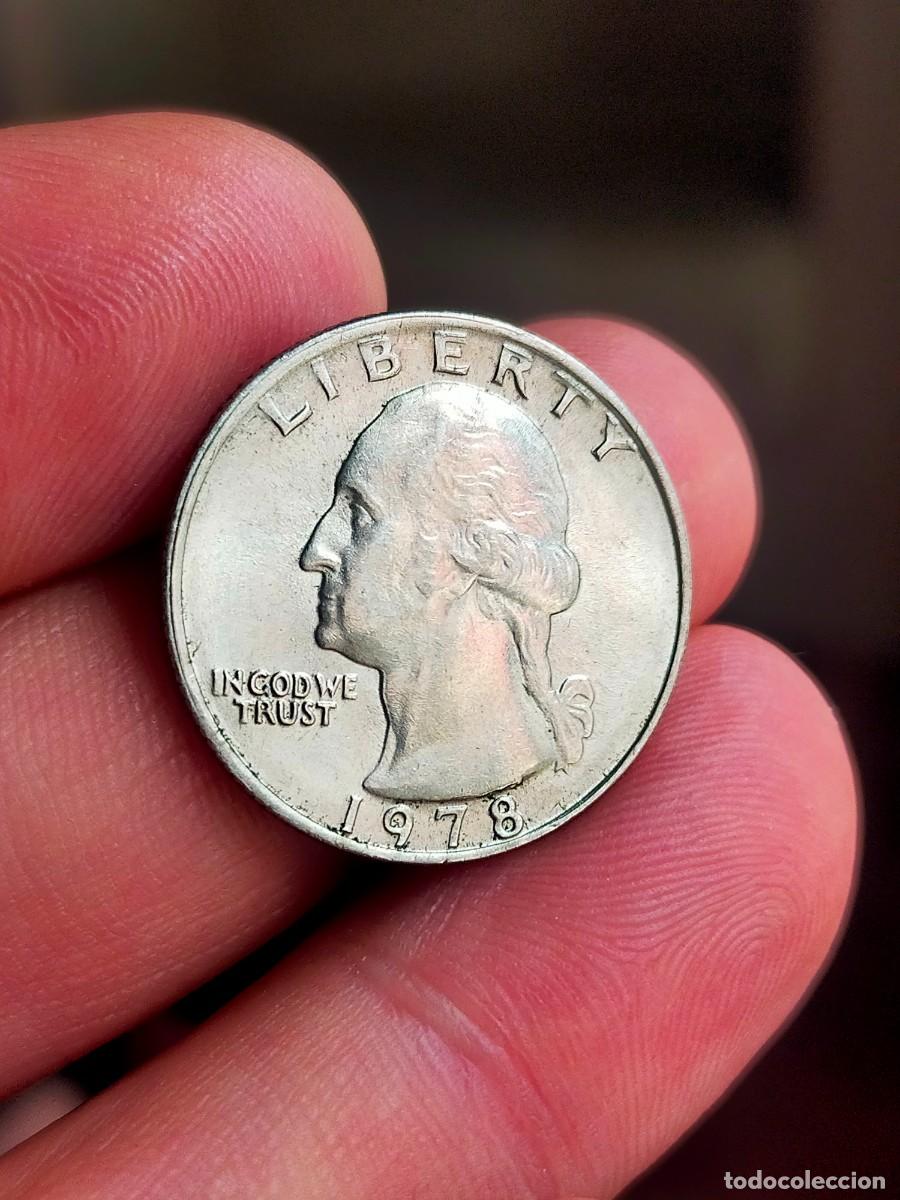 LIBERTY
IN GOD WE
TRUST
1978
todocoleccion